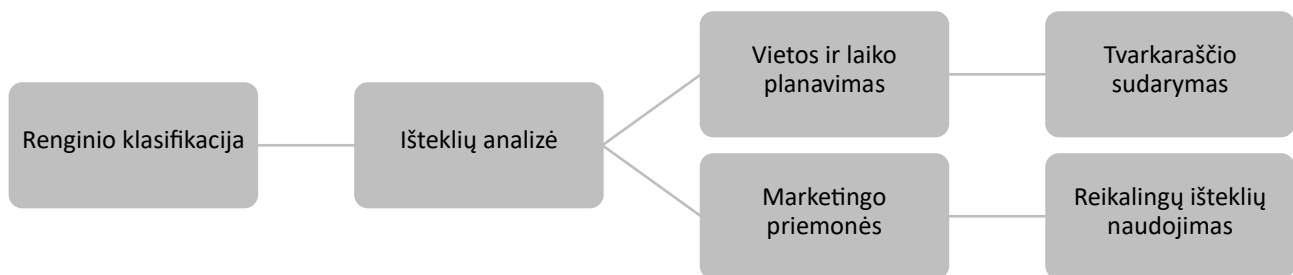 Renginio klasifikacija
Išteklių analizė
Vietos ir laiko
planavimas
Tvarkaraščio
sudarymas
Marketingo
priemonės
Reikalingų išteklių
naudojimas